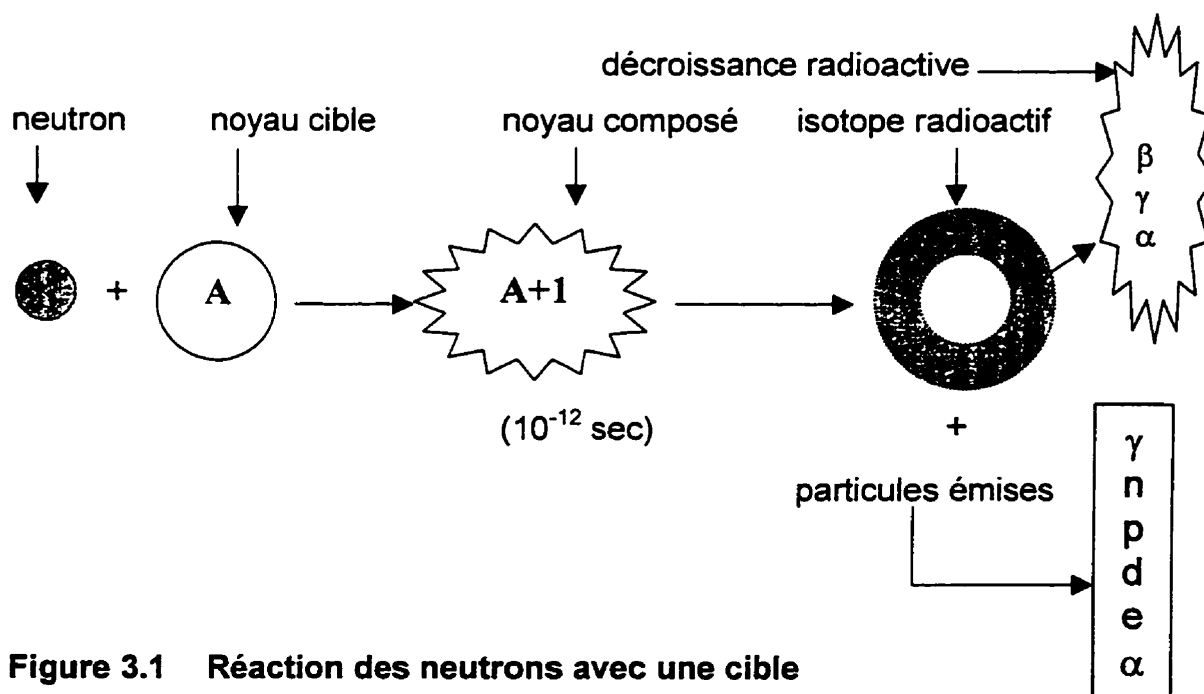 décroissance radioactive
neutron noyau cible noyau composé isotope radioactif
β
γ
α
+ A A+1
(10⁻¹² sec)
+
particules émises
γ
n
p
d
e
α
Figure 3.1 Réaction des neutrons avec une cible